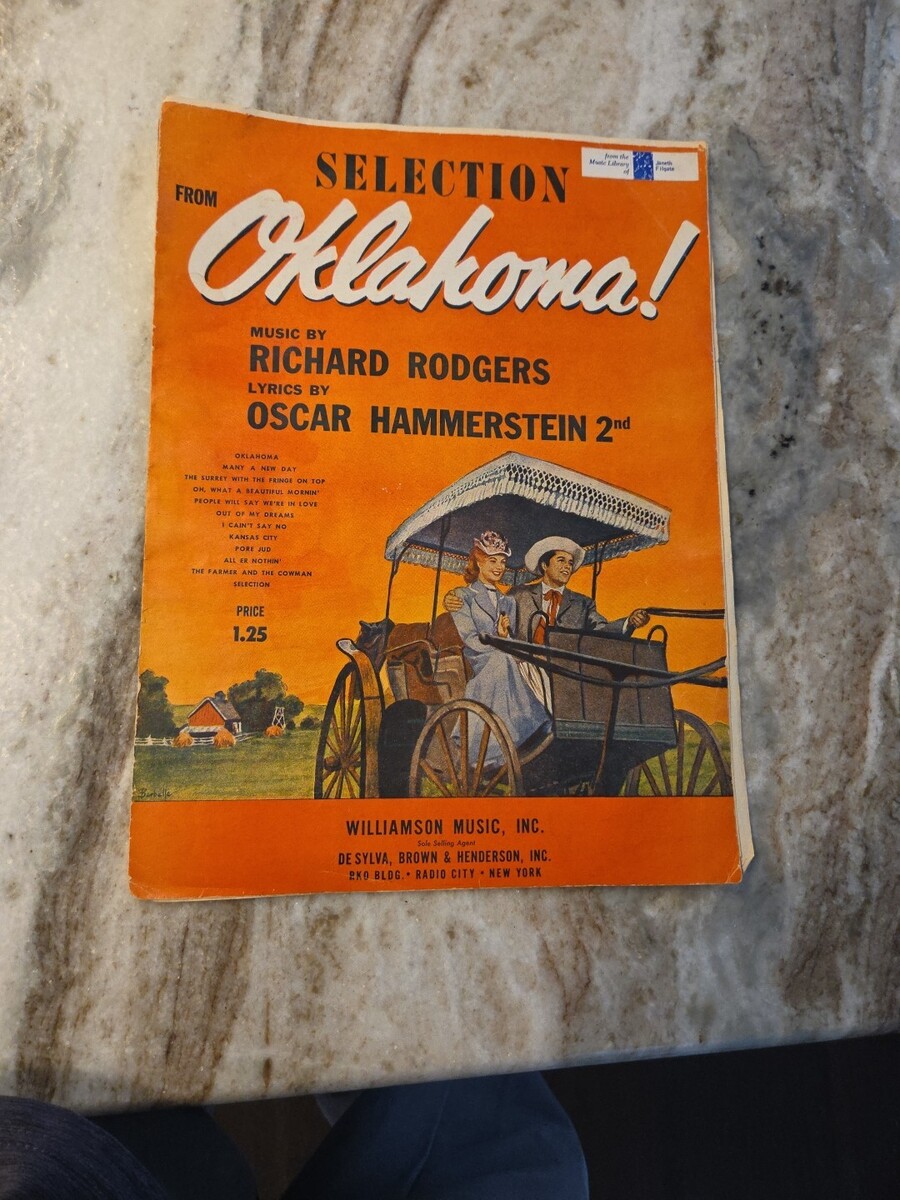 SELECTION
from the
Music Library
of
Janeth
Filgate
FROM
Oklahoma!
MUSIC BY
RICHARD RODGERS
LYRICS BY
OSCAR HAMMERSTEIN 2nd
OKLAHOMA
MANY A NEW DAY
THE SURREY WITH THE FRINGE ON TOP
OH, WHAT A BEAUTIFUL MORNIN'
PEOPLE WILL SAY WE'RE IN LOVE
OUT OF MY DREAMS
I CAIN'T SAY NO
KANSAS CITY
PORE JUD
ALL ER NOTHIN'
THE FARMER AND THE COWMAN
SELECTION
PRICE
1.25
WILLIAMSON MUSIC, INC.
Sole Selling Agent
DE SYLVA, BROWN & HENDERSON, INC.
RKO BLDG. • RADIO CITY • NEW YORK